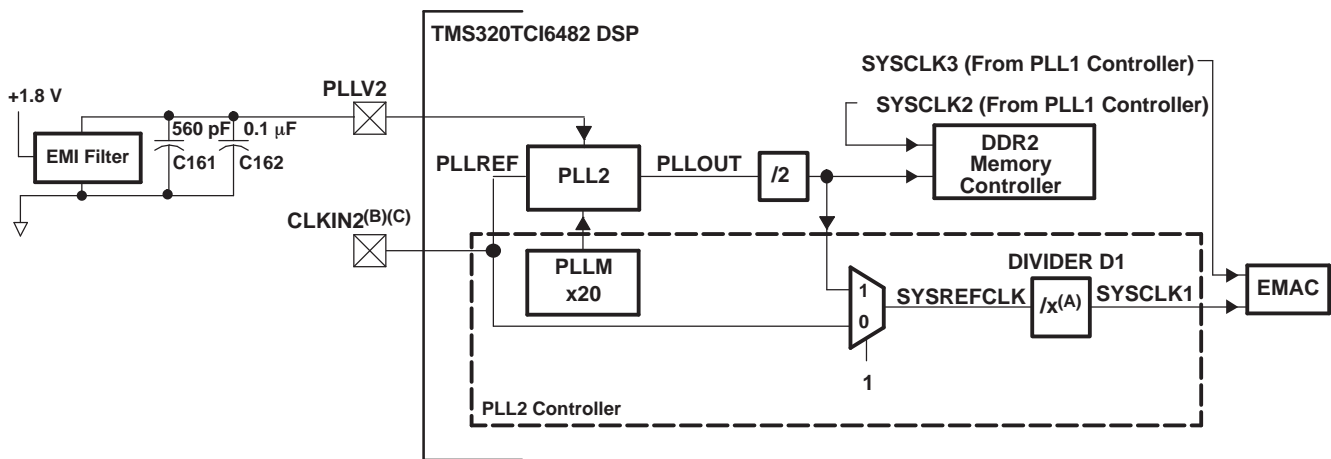 TMS320TCI6482 DSP
SYSCLK3 (From PLL1 Controller)
+1.8 V
PLLV2
SYSCLK2 (From PLL1 Controller)
560 pF
0.1 μF
EMI Filter
C161
C162
PLLREF
PLL2
PLLOUT
/2
DDR2
Memory
Controller
CLKIN2(B)(C)
PLLM
x20
DIVIDER D1
1
0
SYSREFCLK
/x(A)
SYSCLK1
EMAC
1
PLL2 Controller